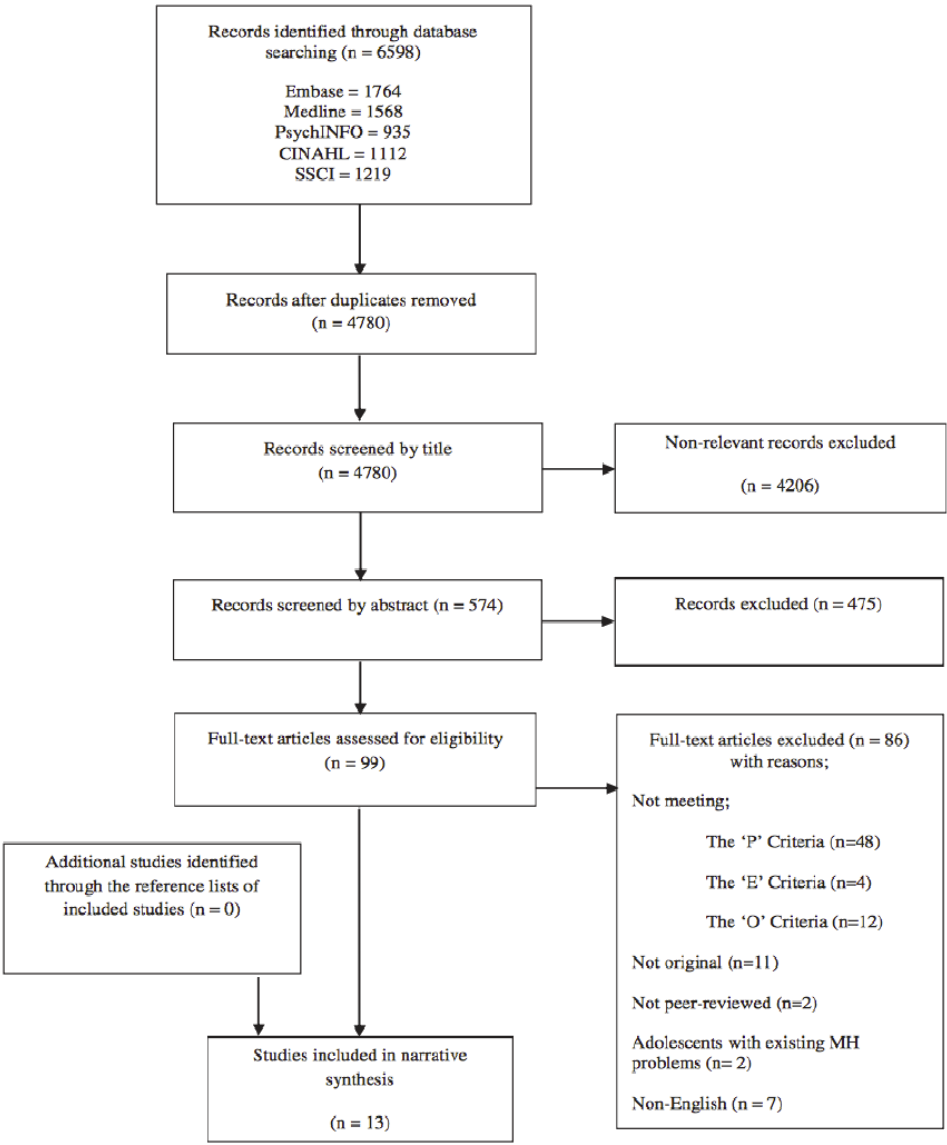 Records identified through database
searching (n = 6598)
Embase = 1764
Medline = 1568
PsychINFO = 935
CINAHL = 1112
SSCI = 1219
Records after duplicates removed
(n = 4780)
Records screened by title
(n = 4780)
Non-relevant records excluded
(n = 4206)
Records screened by abstract (n = 574)
Records excluded (n = 475)
Full-text articles assessed for eligibility
(n = 99)
Full-text articles excluded (n = 86)
with reasons;
Not meeting;
The ‘P’ Criteria (n=48)
The ‘E’ Criteria (n=4)
The ‘O’ Criteria (n=12)
Not original (n=11)
Not peer-reviewed (n=2)
Adolescents with existing MH
problems (n= 2)
Non-English (n = 7)
Additional studies identified
through the reference lists of
included studies (n = 0)
Studies included in narrative
synthesis
(n = 13)